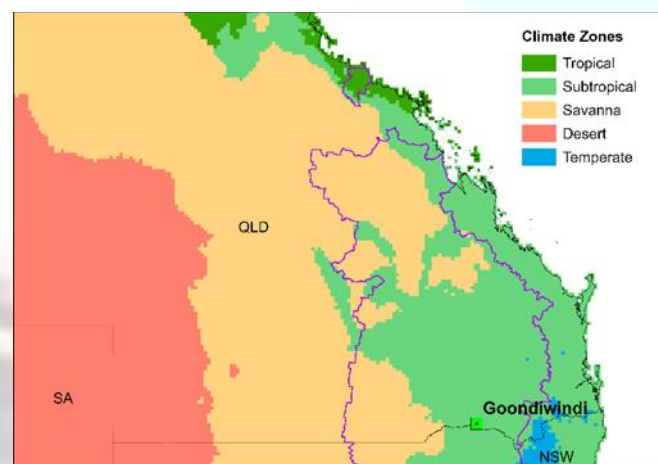 Climate Zones
Tropical
Subtropical
Savanna
Desert
Temperate
QLD
SA
Goondiwindi
NSW